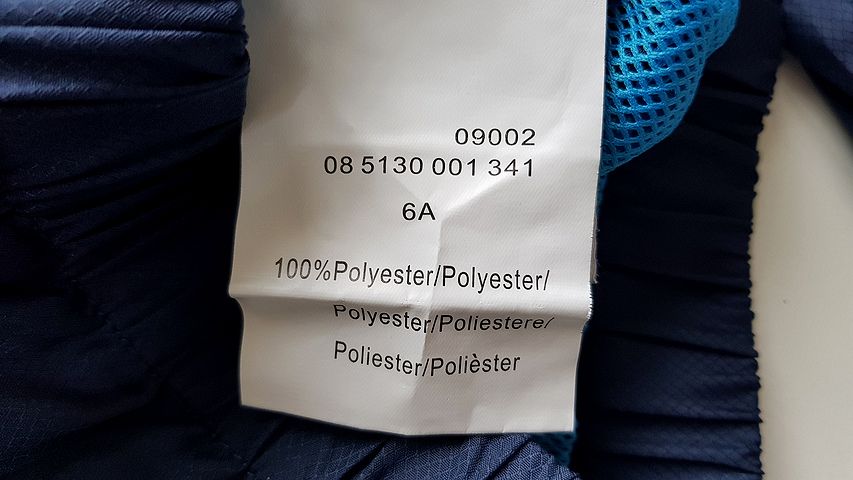 09002
08 5130 001 341
6A
100%Polyester/Polyester/
Polyester/Poliestere/
Poliester/Polièster